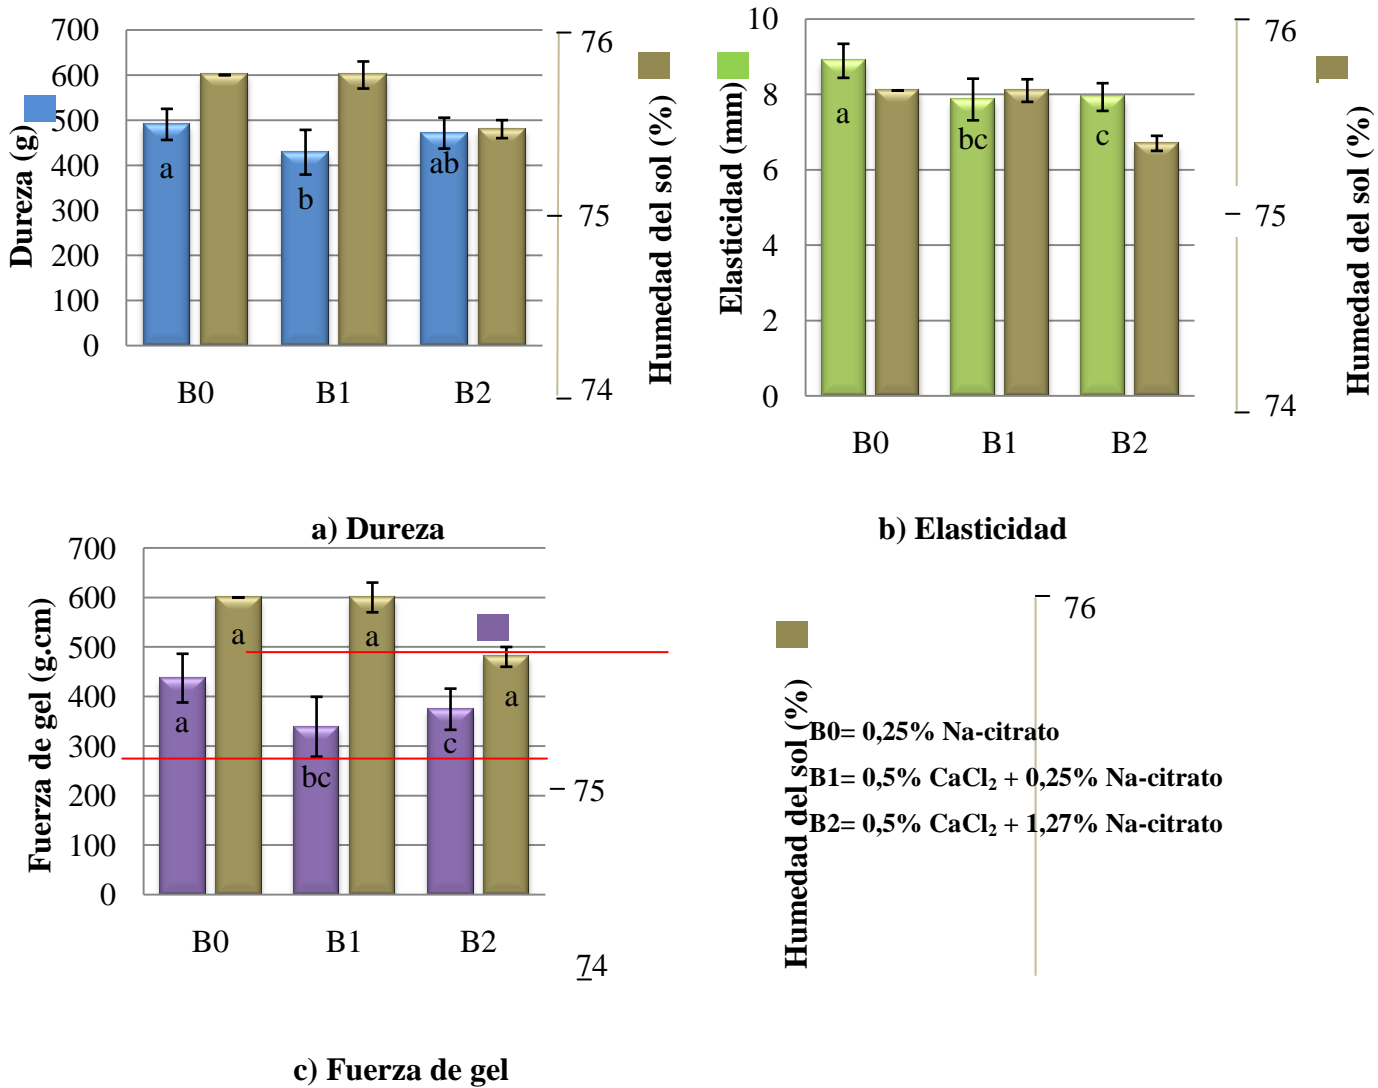 700
600
500
400
300
200
100
0
Dureza (g)
a
b
ab
B0
B1
B2
76
75
74
Humedad del sol (%)
a) Dureza
10
8
6
4
2
0
Elasticidad (mm)
a
bc
c
B0
B1
B2
76
75
74
Humedad del sol (%)
b) Elasticidad
700
600
500
400
300
200
100
0
Fuerza de gel (g.cm)
a
a
bc
a
c
a
B0
B1
B2
75
74
c) Fuerza de gel
76
Humedad del sol (%)
B0= 0,25% Na-citrato
B1= 0,5% CaCl₂ + 0,25% Na-citrato
B2= 0,5% CaCl₂ + 1,27% Na-citrato